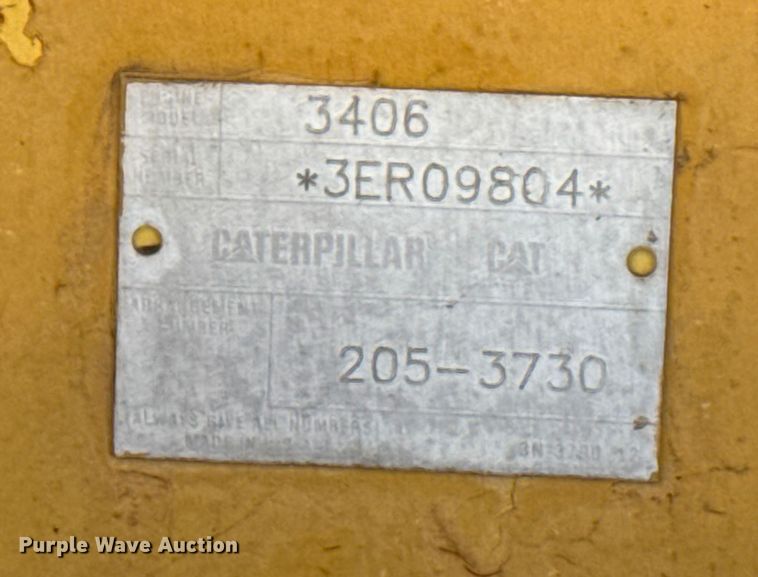 ENGINE MODEL 3406
SERIAL NUMBER *3ER09804*
CATERPILLAR CAT
ARRANGEMENT NUMBER 205-3730
ALWAYS GIVE ALL NUMBERS
MADE IN
Purple Wave Auction